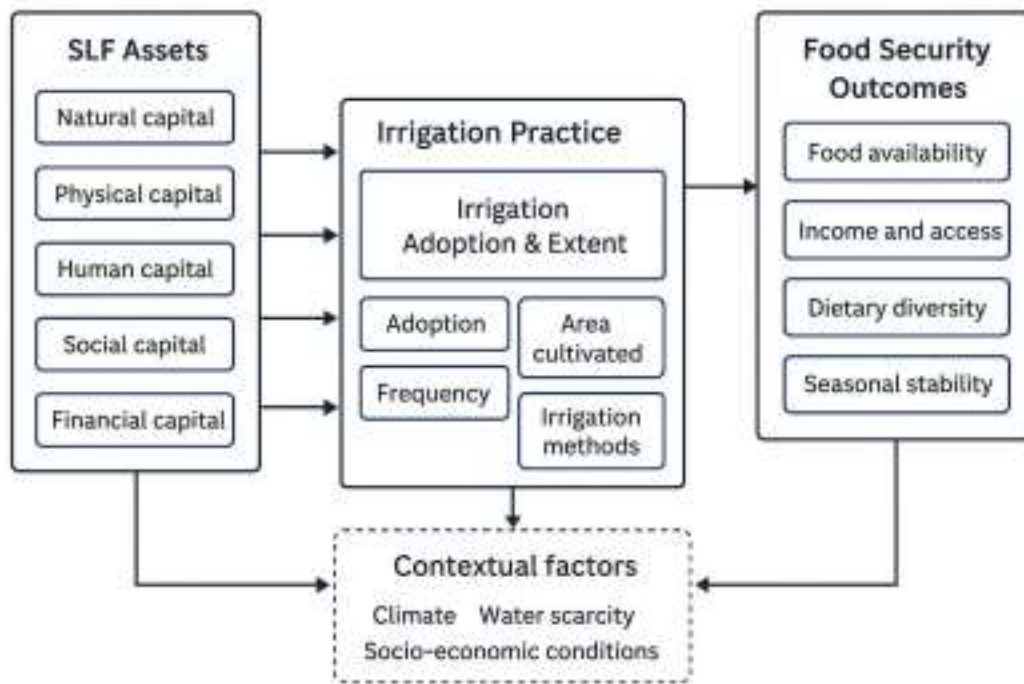 SLF Assets
Natural capital
Physical capital
Human capital
Social capital
Financial capital
Irrigation Practice
Irrigation
Adoption & Extent
Adoption
Frequency
Area
cultivated
Irrigation
methods
Food Security
Outcomes
Food availability
Income and access
Dietary diversity
Seasonal stability
Contextual factors
Climate Water scarcity
Socio-economic conditions